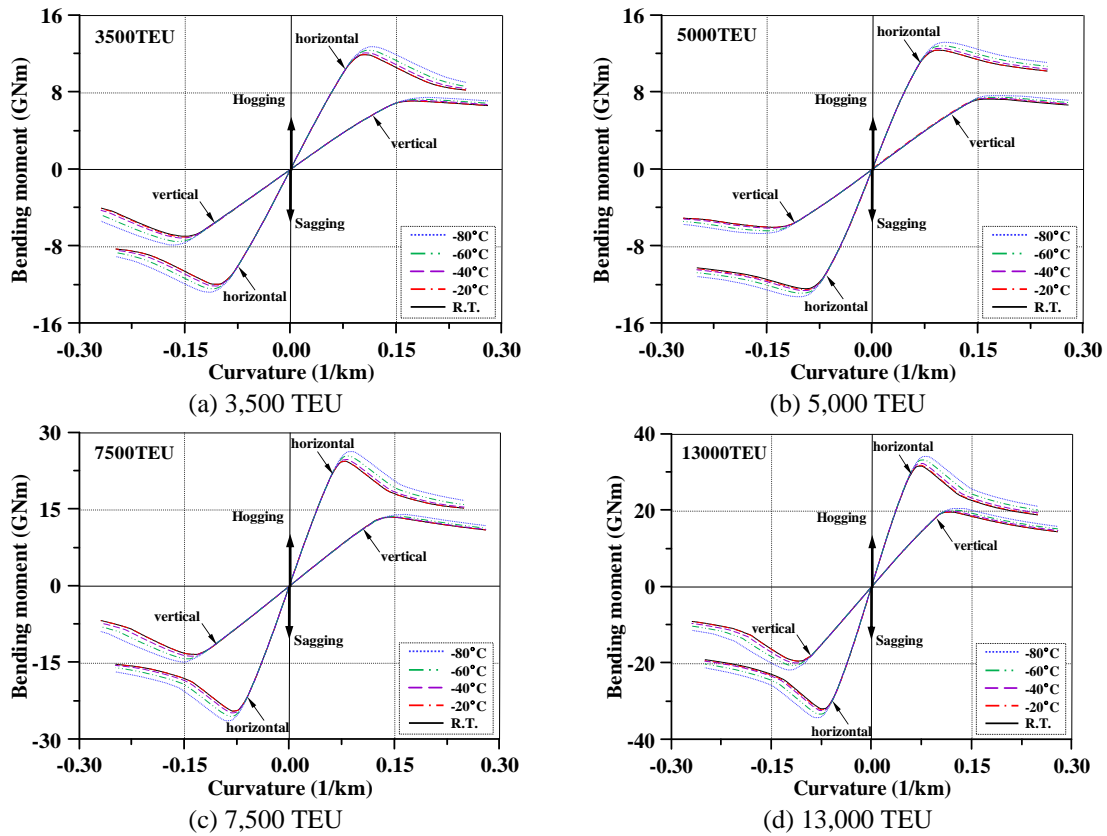 3500TEU
16
8
0
-8
-16
Bending moment (GNm)
horizontal
Hogging
vertical
vertical
Sagging
horizontal
-80°C
-60°C
-40°C
-20°C
R.T.
-0.30 -0.15 0.00 0.15 0.30
Curvature (1/km)
(a) 3,500 TEU
5000TEU
16
8
0
-8
-16
Bending moment (GNm)
horizontal
Hogging
vertical
vertical
Sagging
horizontal
-80°C
-60°C
-40°C
-20°C
R.T.
-0.30 -0.15 0.00 0.15 0.30
Curvature (1/km)
(b) 5,000 TEU
7500TEU
30
15
0
-15
-30
Bending moment (GNm)
horizontal
Hogging
vertical
vertical
Sagging
horizontal
-80°C
-60°C
-40°C
-20°C
R.T.
-0.30 -0.15 0.00 0.15 0.30
Curvature (1/km)
(c) 7,500 TEU
13000TEU
40
20
0
-20
-40
Bending moment (GNm)
horizontal
Hogging
vertical
vertical
Sagging
horizontal
-80°C
-60°C
-40°C
-20°C
R.T.
-0.30 -0.15 0.00 0.15 0.30
Curvature (1/km)
(d) 13,000 TEU